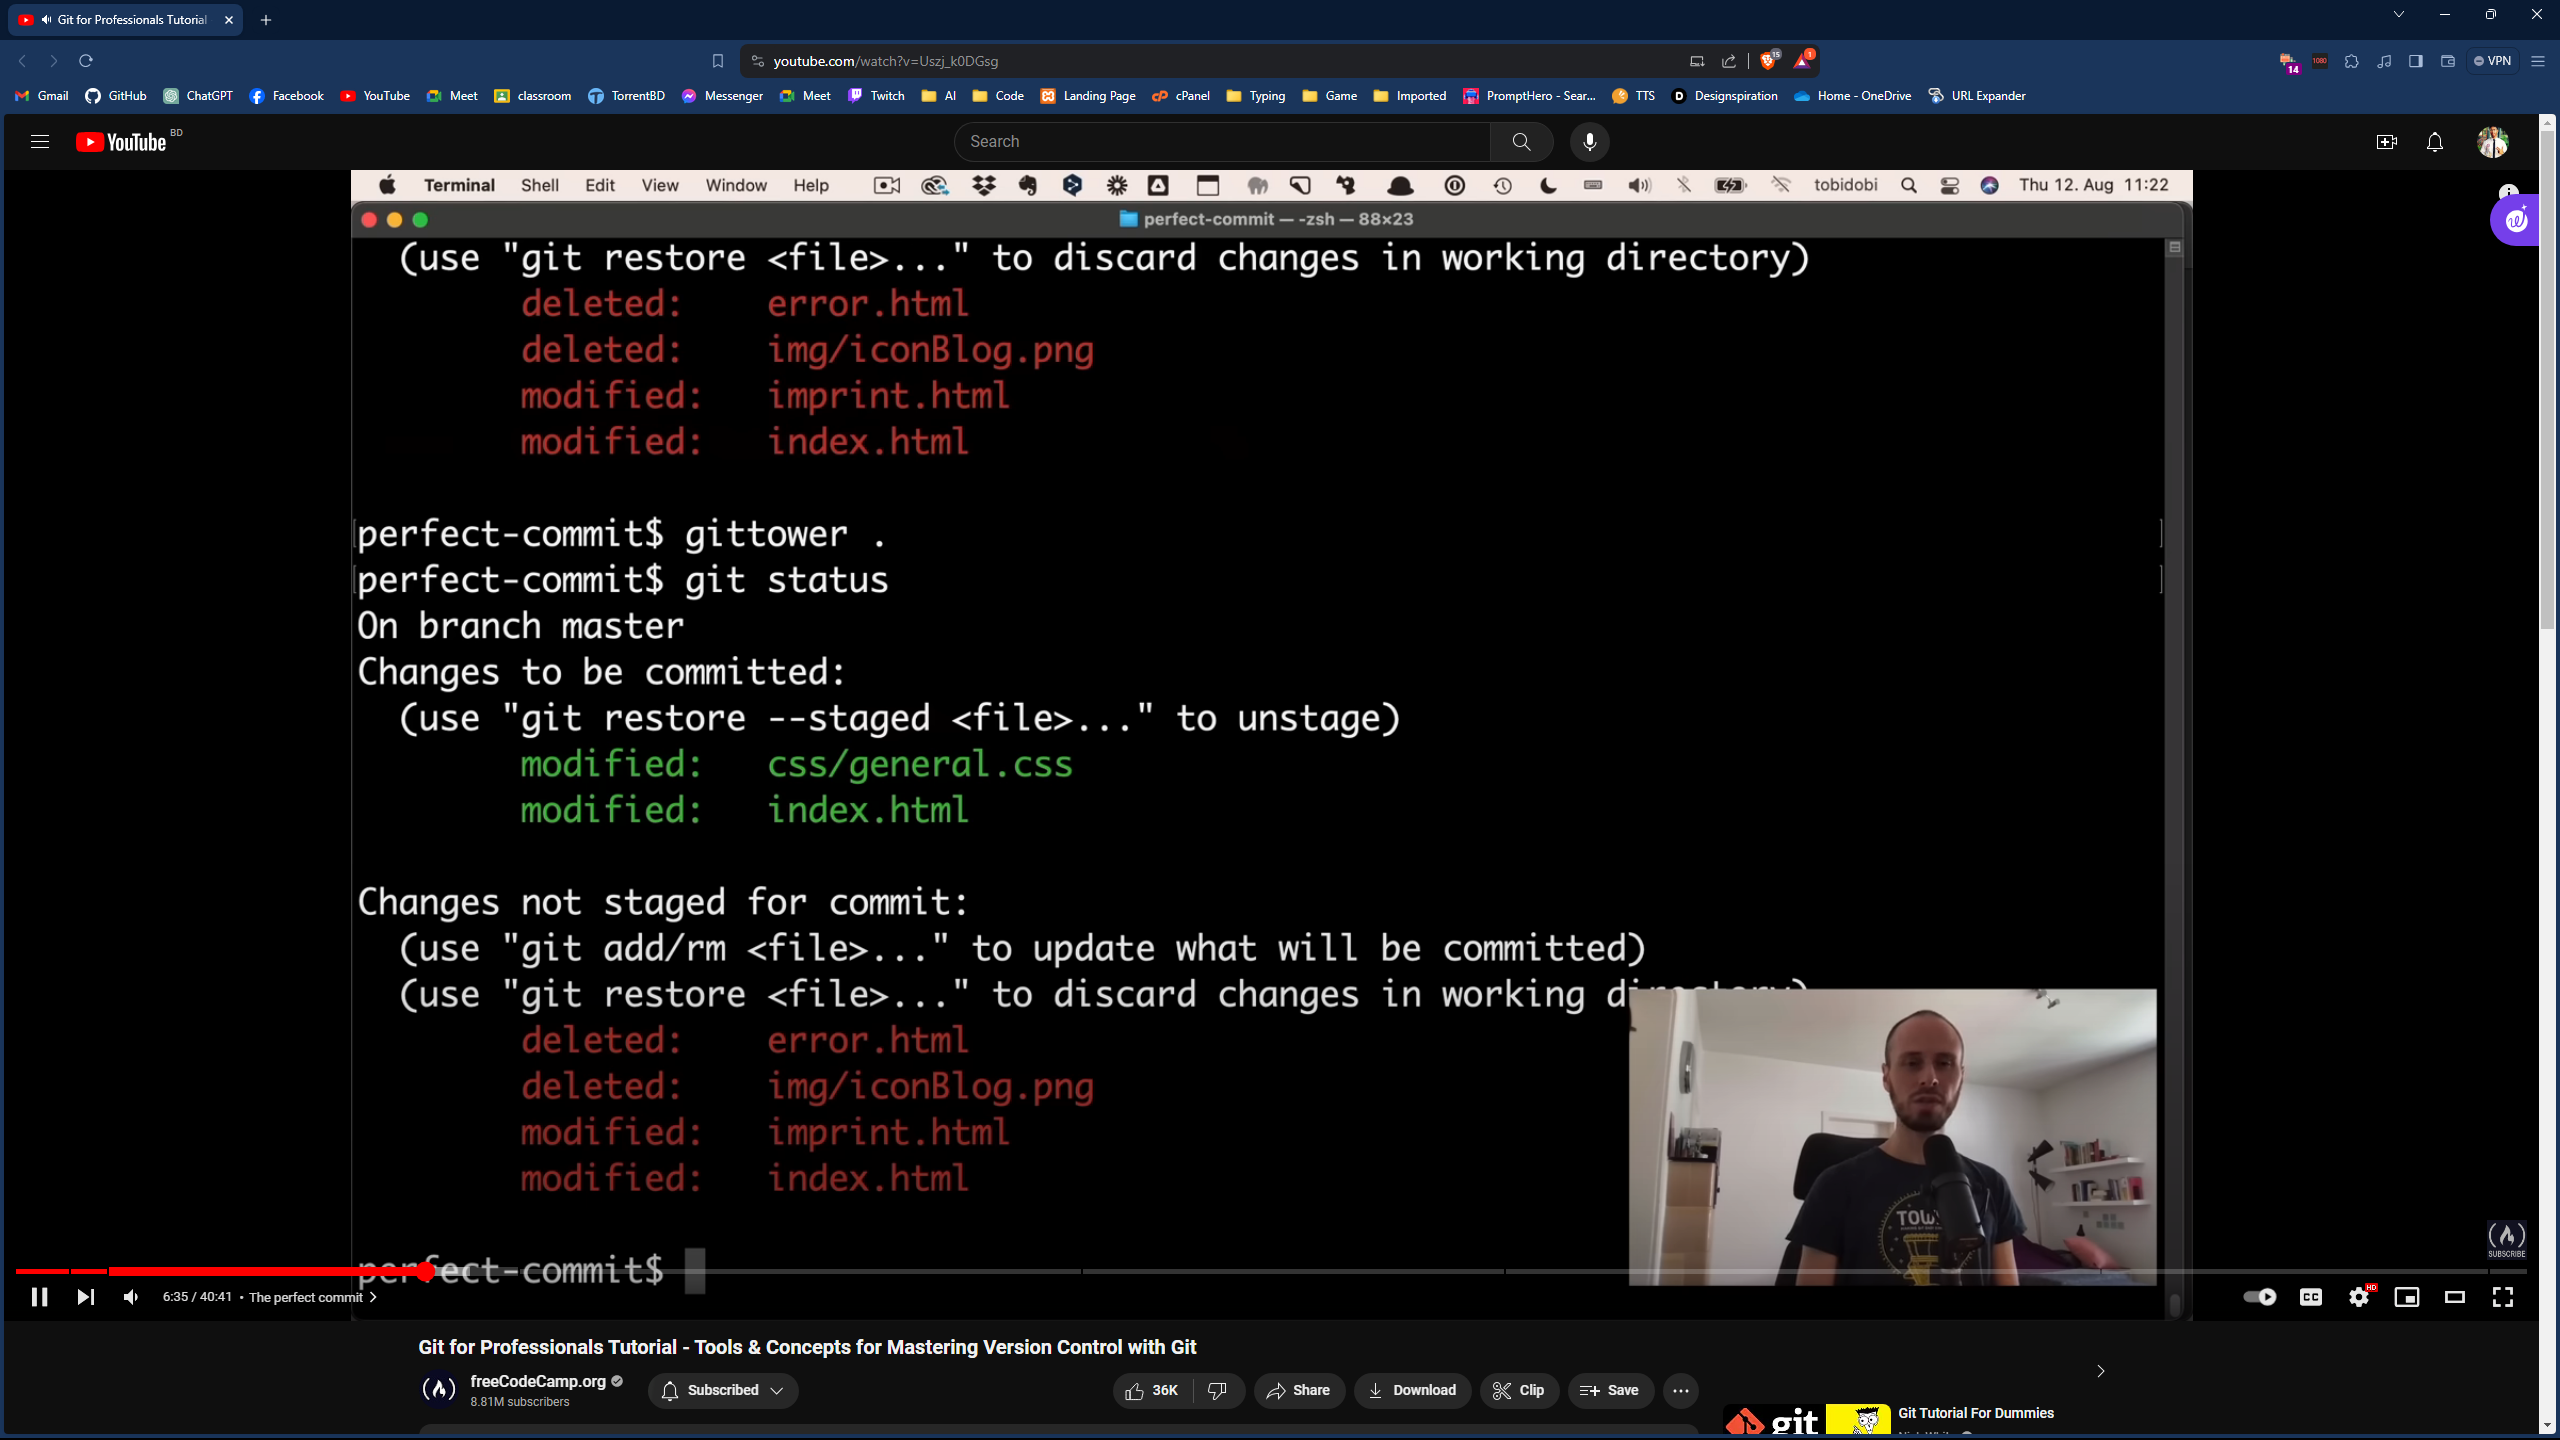 Git for Professionals Tutorial
youtube.com/watch?v=Uszj_k0DGsg
15
1
14
1080
VPN
Gmail GitHub ChatGPT Facebook YouTube Meet classroom TorrentBD Messenger Meet Twitch AI Code Landing Page cPanel Typing Game Imported PromptHero - Sear... TTS Designspiration Home - OneDrive URL Expander
YouTube BD
Search
Terminal Shell Edit View Window Help tobidobi Thu 12. Aug 11:22
perfect-commit — -zsh — 88×23
(use "git restore <file>..." to discard changes in working directory)
deleted: error.html
deleted: img/iconBlog.png
modified: imprint.html
modified: index.html
perfect-commit$ gittower .
perfect-commit$ git status
On branch master
Changes to be committed:
(use "git restore --staged <file>..." to unstage)
modified: css/general.css
modified: index.html
Changes not staged for commit:
(use "git add/rm <file>..." to update what will be committed)
(use "git restore <file>..." to discard changes in working directory)
deleted: error.html
deleted: img/iconBlog.png
modified: imprint.html
modified: index.html
TOW
SUBSCRIBE
perfect-commit$
6:35 / 40:41 • The perfect commit
CC
HD
Git for Professionals Tutorial - Tools & Concepts for Mastering Version Control with Git
freeCodeCamp.org
8.81M subscribers
Subscribed
36K
Share
Download
Clip
Save
git
Git Tutorial For Dummies